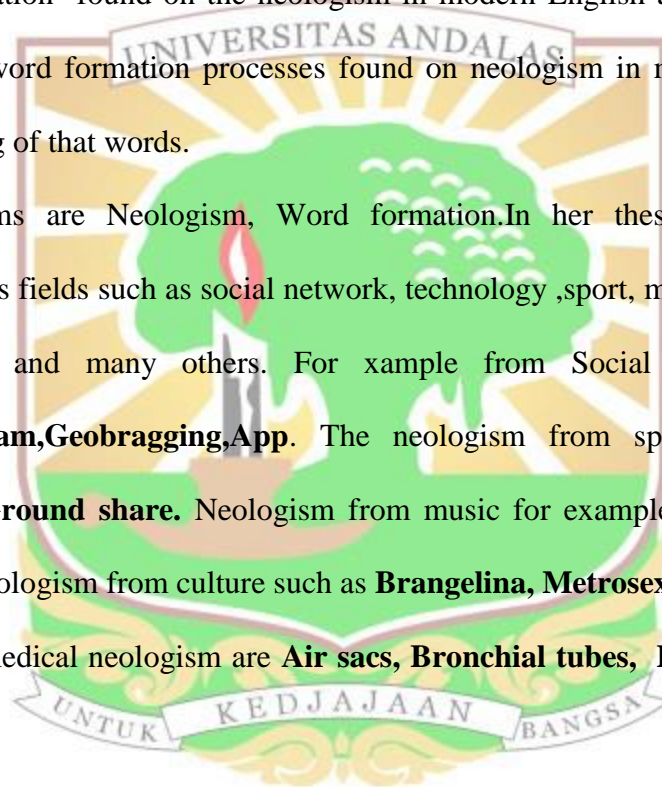 ation found on the neologism in modern English a
UNIVERSITAS ANDALAS
word formation processes found on neologism in
g of that words.
ms are Neologism, Word formation.In her thes
s fields such as social network, technology ,sport, m
and many others. For xample from Social
am,Geobragging,App. The neologism from sp
round share. Neologism from music for example
ologism from culture such as Brangelina, Metrosex
edical neologism are Air sacs, Bronchial tubes,
UNTUK KEDJAJAAN BANGSA